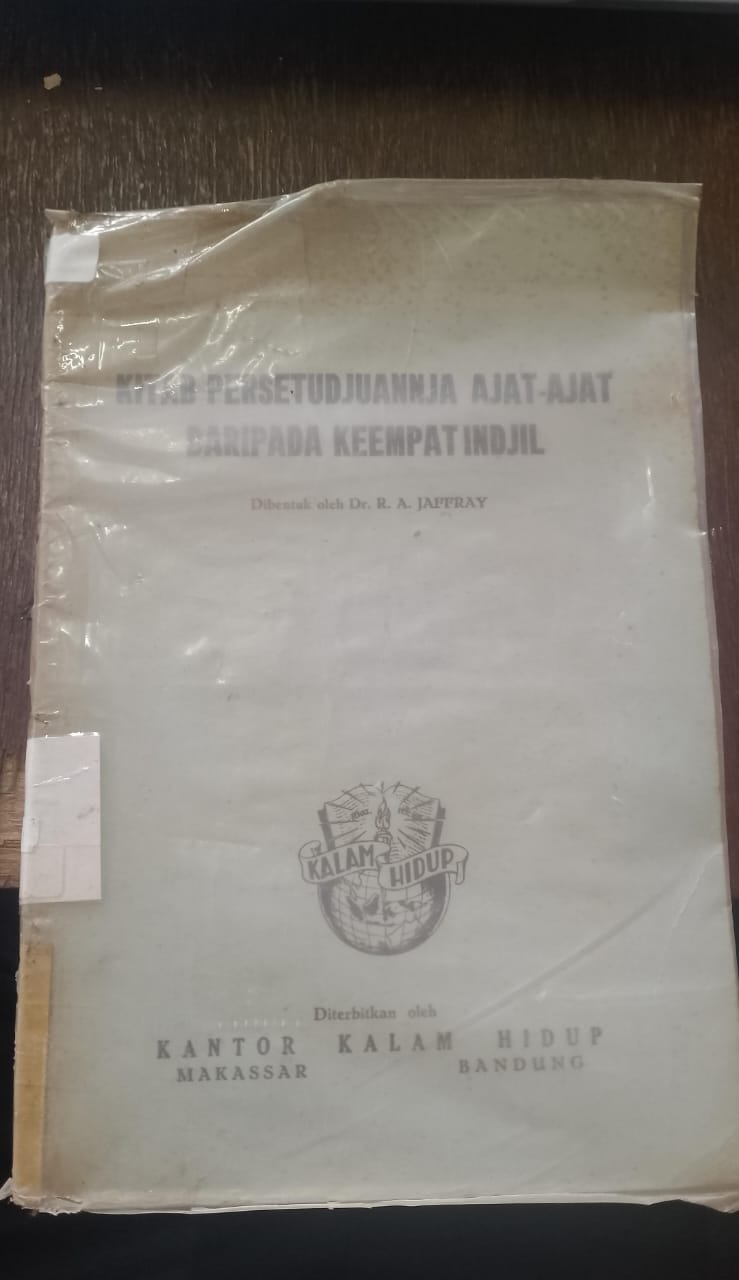 KITAB PERSETUDJUANNJA AJAT-AJAT
DARIPADA KEEMPAT INDJIL
Dibentuk oleh Dr. R. A. JAFFRAY
KALAM HIDUP
Diterbitkan oleh
KANTOR KALAM HIDUP
MAKASSAR BANDUNG